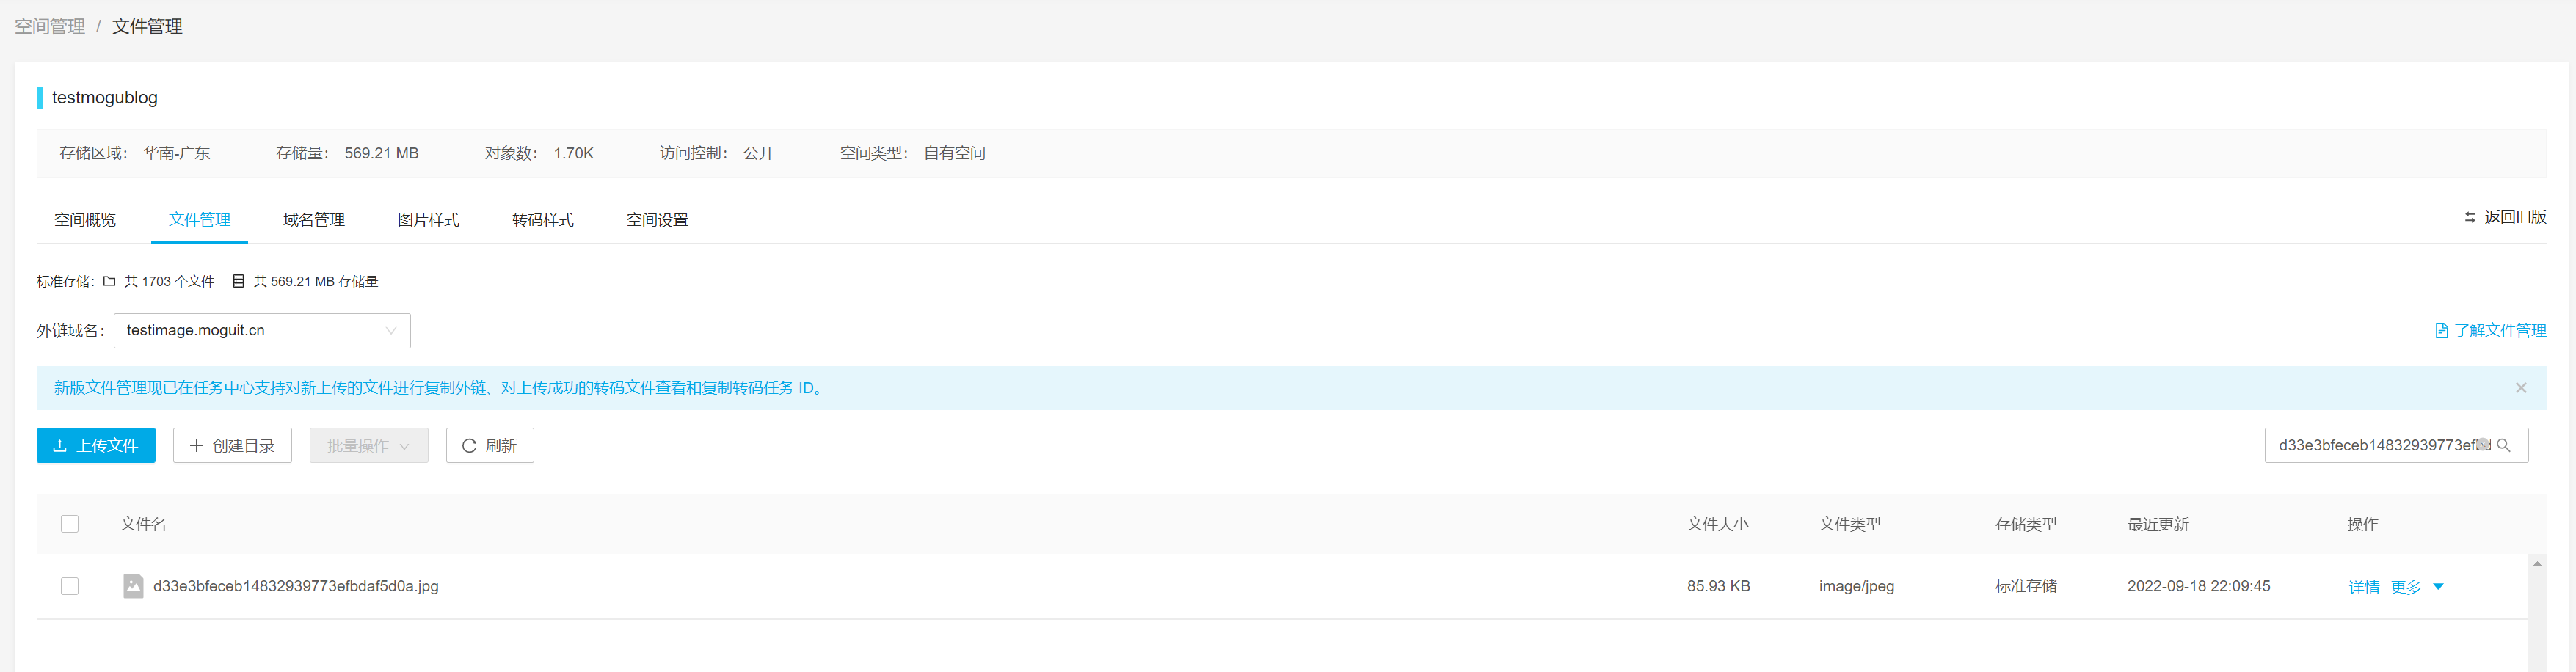 空间管理 / 文件管理
testmogublog
存储区域： 华南-广东 存储量： 569.21 MB 对象数： 1.70K 访问控制： 公开 空间类型： 自有空间
空间概览 文件管理 域名管理 图片样式 转码样式 空间设置 返回旧版
标准存储： 共 1703 个文件 共 569.21 MB 存储量
外链域名： testimage.moguit.cn 了解文件管理
新版文件管理现已在任务中心支持对新上传的文件进行复制外链、对上传成功的转码文件查看和复制转码任务 ID。
上传文件 创建目录 批量操作 刷新 d33e3bfeceb14832939773efbd
文件名 文件大小 文件类型 存储类型 最近更新 操作
d33e3bfeceb14832939773efbdaf5d0a.jpg 85.93 KB image/jpeg 标准存储 2022-09-18 22:09:45 详情 更多